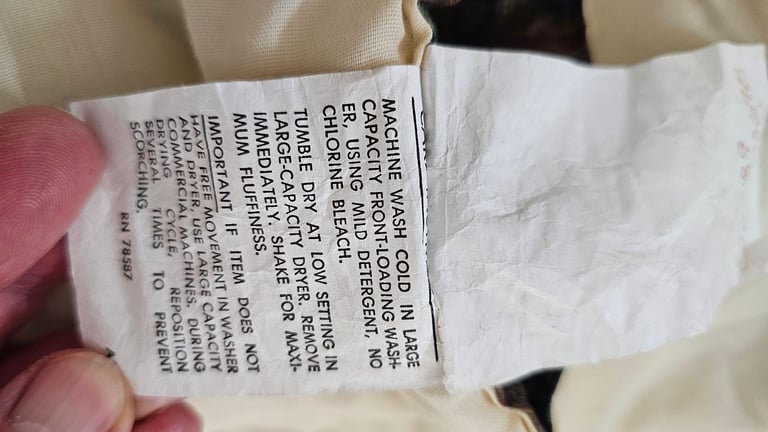 MACHINE WASH COLD IN LARGE
CAPACITY FRONT-LOADING WASH-
ER, USING MILD DETERGENT, NO
CHLORINE BLEACH.
TUMBLE DRY AT LOW SETTING IN
LARGE-CAPACITY DRYER. REMOVE
IMMEDIATELY. SHAKE FOR MAXI-
MUM FLUFFINESS.
IMPORTANT IF ITEM DOES NOT
HAVE FREE MOVEMENT IN WASHER
AND DRYER, USE LARGE CAPACITY
COMMERCIAL MACHINES. DURING
DRYING CYCLE, REPOSITION
SEVERAL TIMES TO PREVENT
SCORCHING.
RN 78587